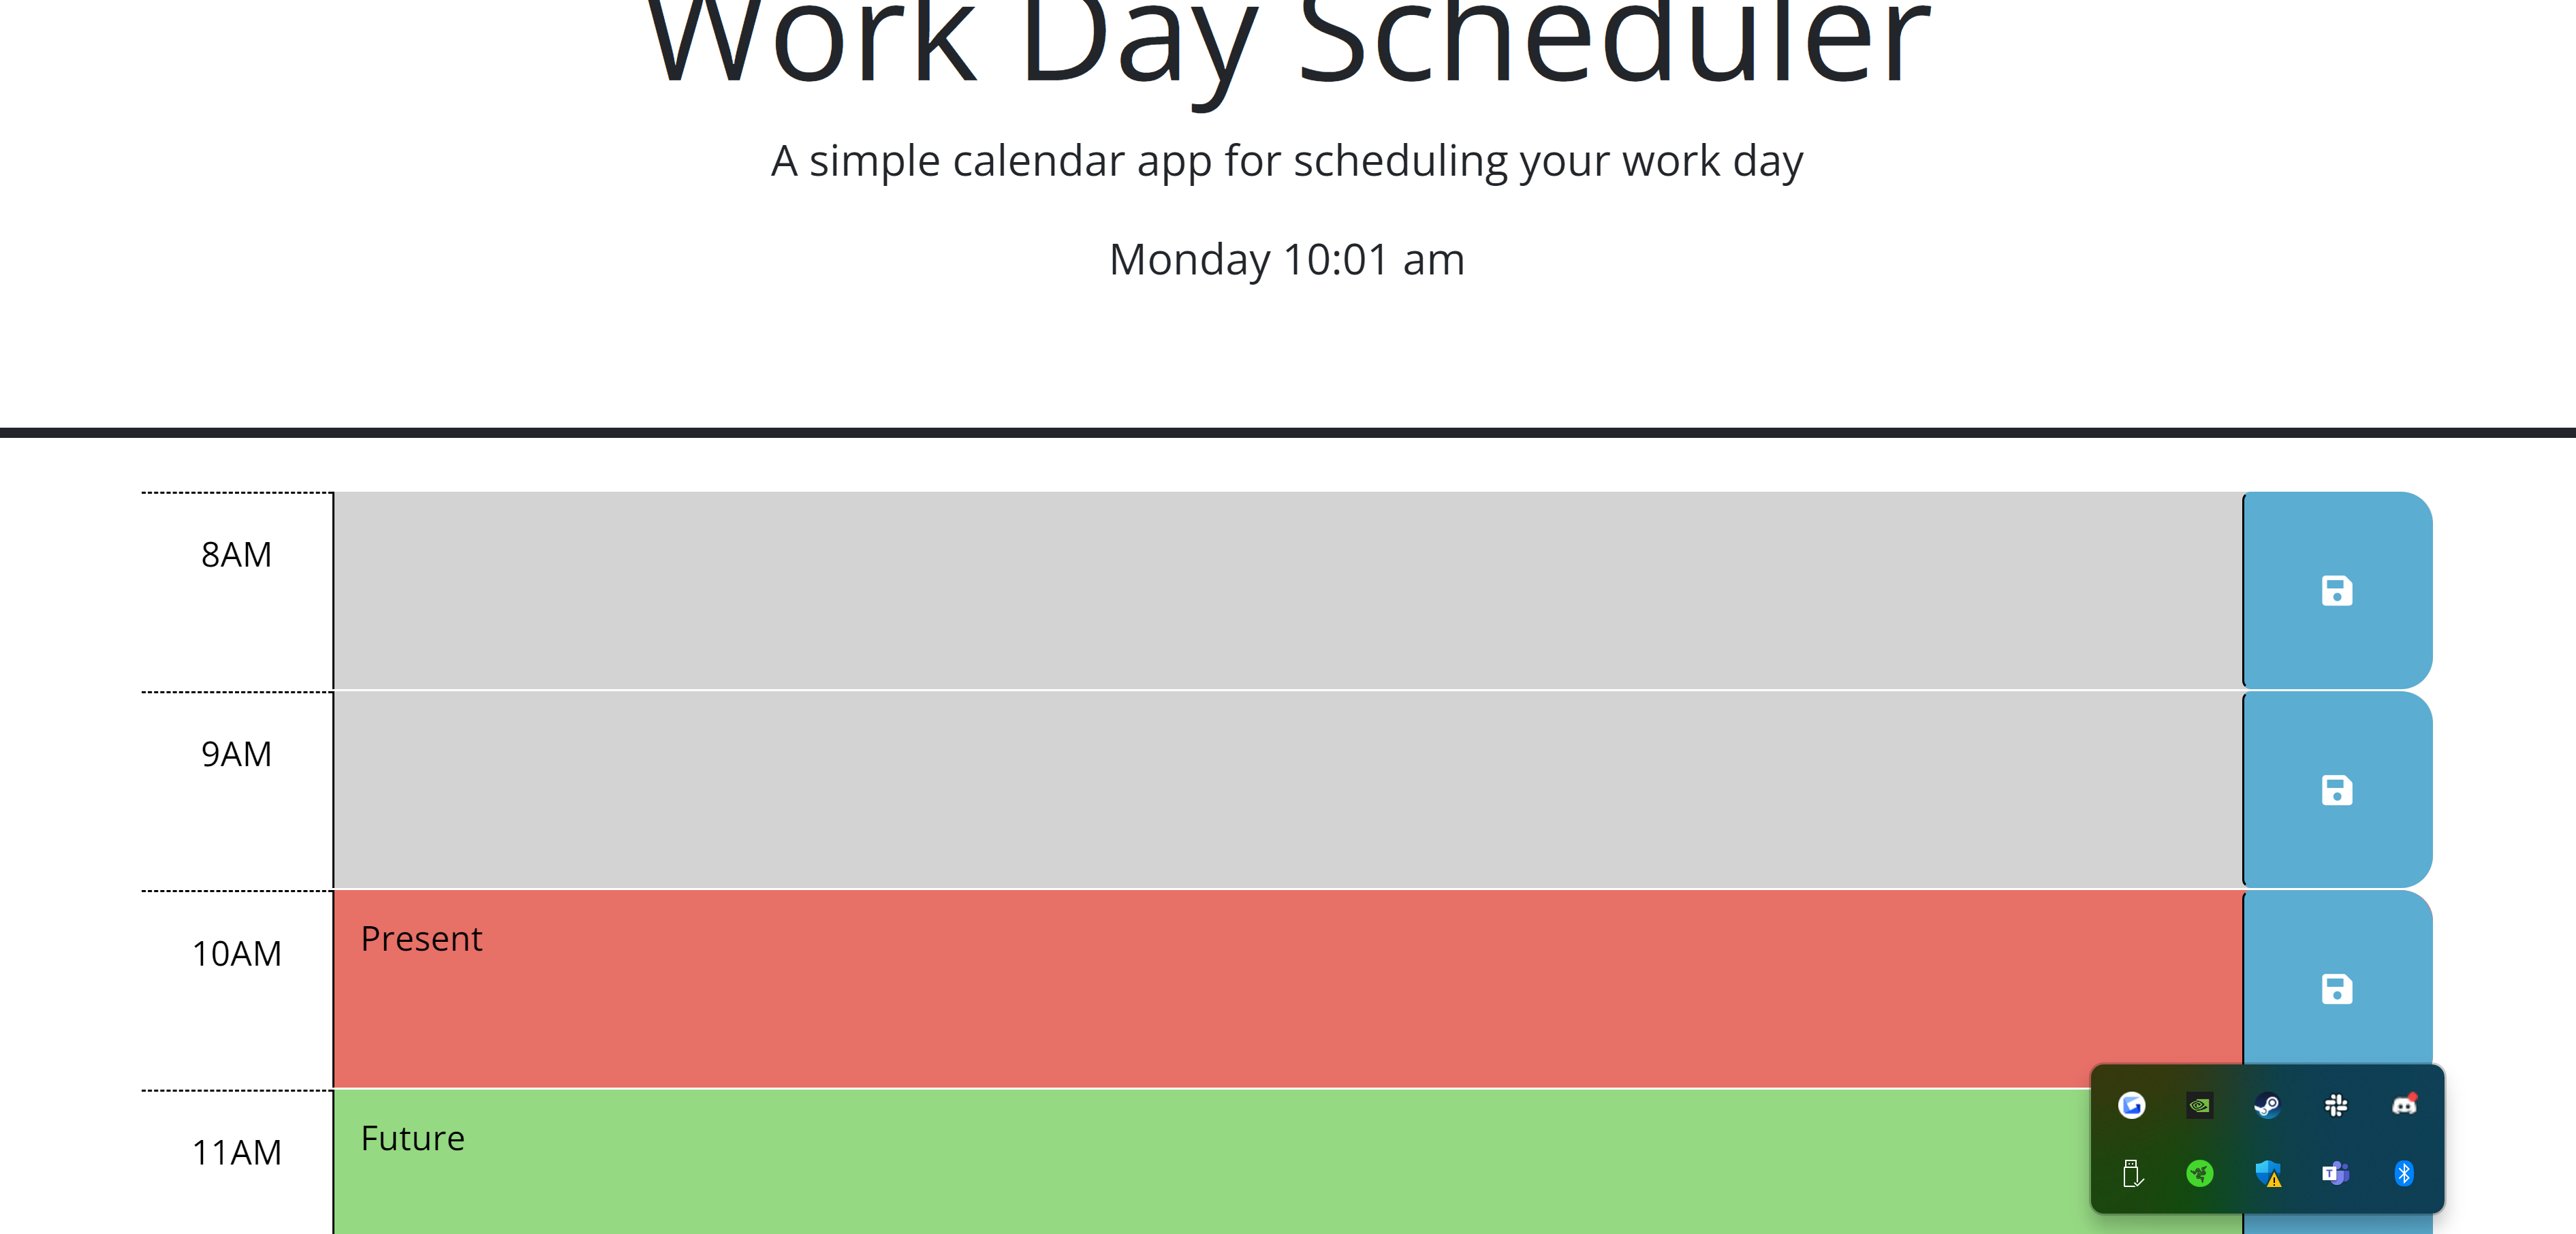 Work Day Scheduler
A simple calendar app for scheduling your work day
Monday 10:01 am
8AM
9AM
10AM
Present
11AM
Future
T